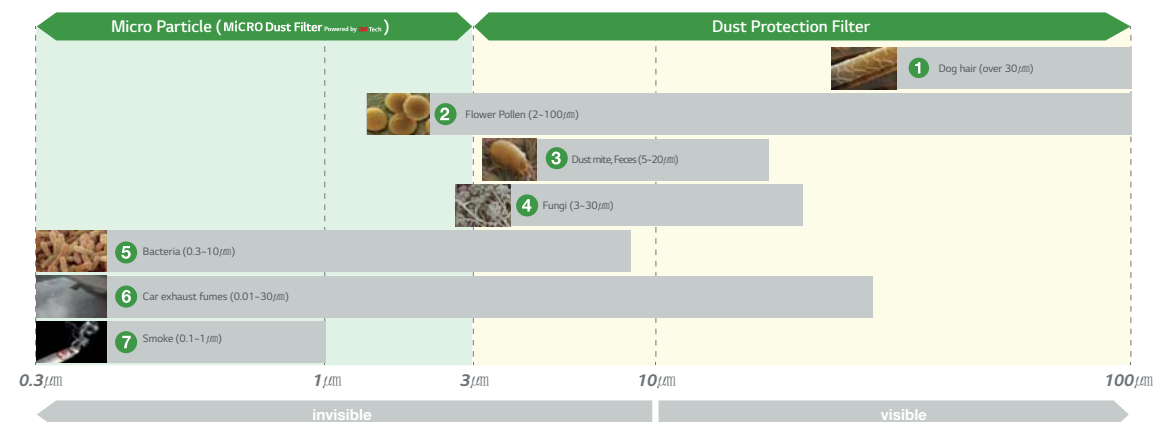 Micro Particle ( MiCRO Dust Filter Powered by Tech )
Dust Protection Filter
1 Dog hair (over 30㎛)
2 Flower Pollen (2~100㎛)
3 Dust mite, Feces (5~20㎛)
4 Fungi (3~30㎛)
5 Bacteria (0.3~10㎛)
6 Car exhaust fumes (0.01~30㎛)
7 Smoke (0.1~1㎛)
0.3㎛ 1㎛ 3㎛ 10㎛ 100㎛
invisible visible